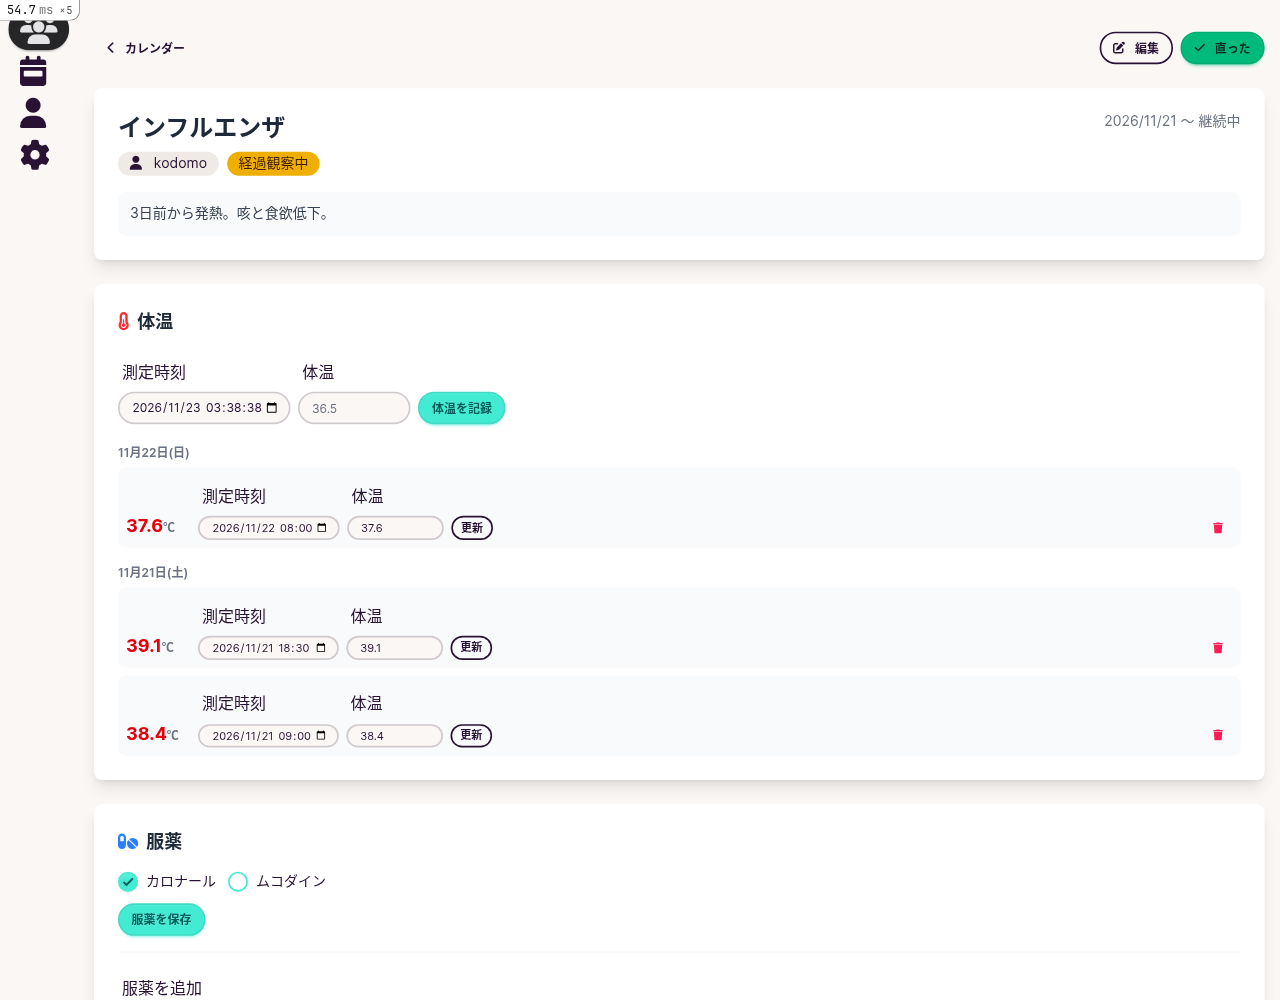 54.7 ms ×5
カレンダー
編集
直った
インフルエンザ
2026/11/21 〜 継続中
kodomo
経過観察中
3日前から発熱。咳と食欲低下。
体温
測定時刻 体温
2026/11/23 03:38:38 36.5 体温を記録
11月22日(日)
測定時刻 体温
37.6℃ 2026/11/22 08:00 37.6 更新
11月21日(土)
測定時刻 体温
39.1℃ 2026/11/21 18:30 39.1 更新
測定時刻 体温
38.4℃ 2026/11/21 09:00 38.4 更新
服薬
カロナール ムコダイン
服薬を保存
服薬を追加